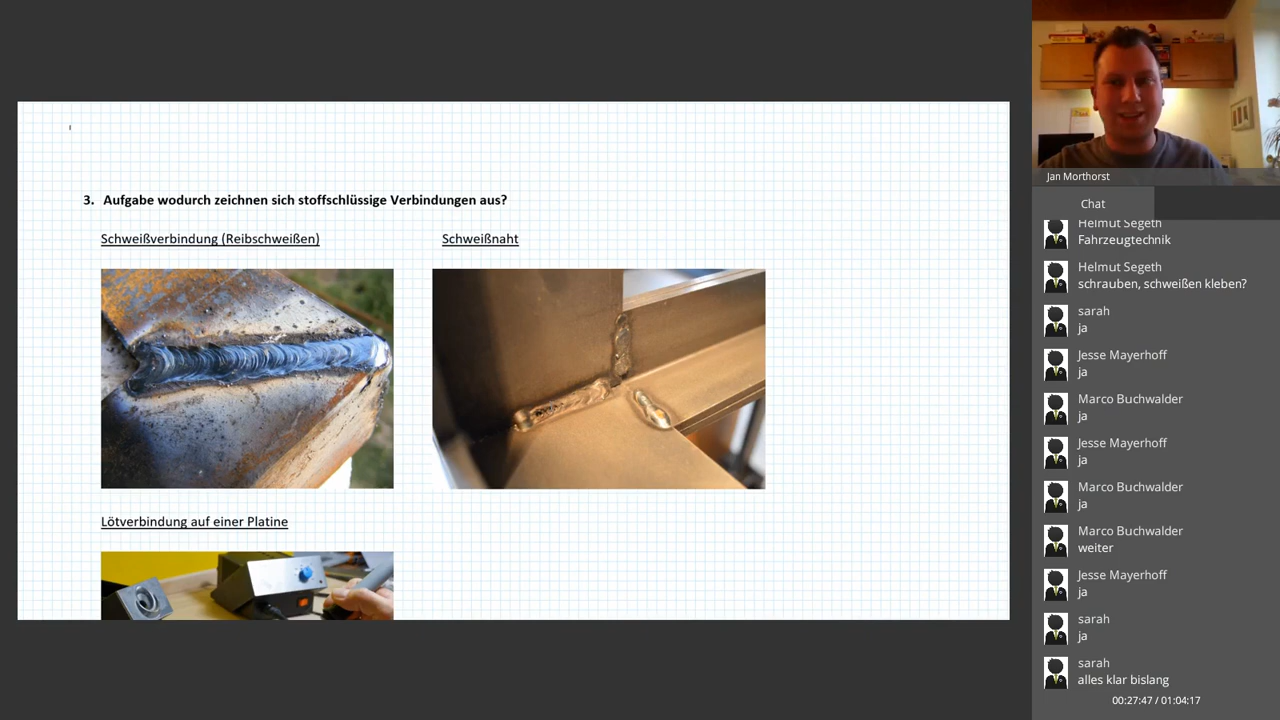 3. Aufgabe wodurch zeichnen sich stoffschlüssige Verbindungen aus?
Schweißverbindung (Reibschweißen)
Schweißnaht
Lötverbindung auf einer Platine
Jan Morthorst
Chat
Helmut Segeth
Fahrzeugtechnik
Helmut Segeth
schrauben, schweißen kleben?
sarah
ja
Jesse Mayerhoff
ja
Marco Buchwalder
ja
Jesse Mayerhoff
ja
Marco Buchwalder
ja
Marco Buchwalder
weiter
Jesse Mayerhoff
ja
sarah
ja
sarah
alles klar bislang
00:27:47 / 01:04:17